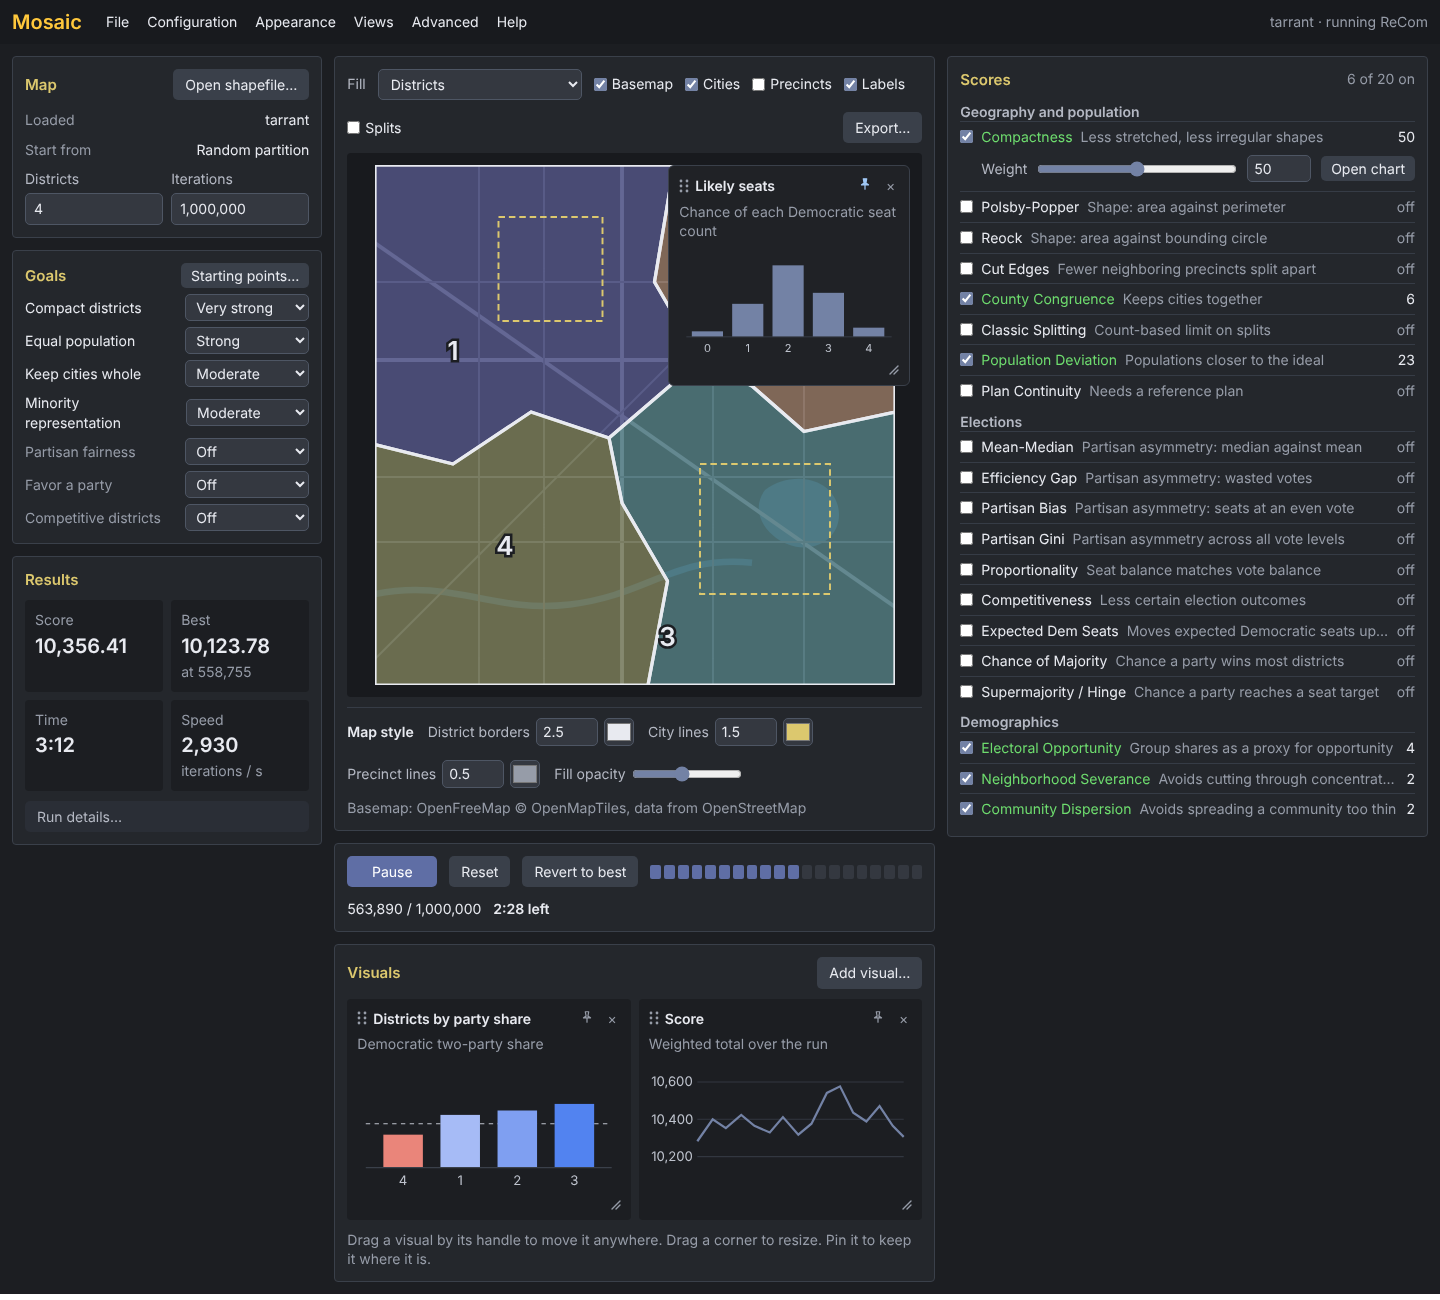 Mosaic File Configuration Appearance Views Advanced Help tarrant · running ReCom
Map Open shapefile...
Loaded tarrant
Start from Random partition
Districts Iterations
4 1,000,000
Goals Starting points...
Compact districts Very strong
Equal population Strong
Keep cities whole Moderate
Minority
representation Moderate
Partisan fairness Off
Favor a party Off
Competitive districts Off
Results
Score Best
10,356.41 10,123.78
at 558,755
Time Speed
3:12 2,930
iterations / s
Run details...
Fill Districts Basemap Cities Precincts Labels
Splits Export...
1
4
3
Likely seats ×
Chance of each Democratic seat
count
0 1 2 3 4
Map style District borders 2.5 City lines 1.5
Precinct lines 0.5 Fill opacity
Basemap: OpenFreeMap © OpenMapTiles, data from OpenStreetMap
Pause Reset Revert to best
563,890 / 1,000,000 2:28 left
Visuals Add visual...
Districts by party share ×
Democratic two-party share
4 1 2 3
Score ×
Weighted total over the run
10,600
10,400
10,200
Drag a visual by its handle to move it anywhere. Drag a corner to resize. Pin it to keep
it where it is.
Scores 6 of 20 on
Geography and population
Compactness Less stretched, less irregular shapes 50
Weight 50 Open chart
Polsby-Popper Shape: area against perimeter off
Reock Shape: area against bounding circle off
Cut Edges Fewer neighboring precincts split apart off
County Congruence Keeps cities together 6
Classic Splitting Count-based limit on splits off
Population Deviation Populations closer to the ideal 23
Plan Continuity Needs a reference plan off
Elections
Mean-Median Partisan asymmetry: median against mean off
Efficiency Gap Partisan asymmetry: wasted votes off
Partisan Bias Partisan asymmetry: seats at an even vote off
Partisan Gini Partisan asymmetry across all vote levels off
Proportionality Seat balance matches vote balance off
Competitiveness Less certain election outcomes off
Expected Dem Seats Moves expected Democratic seats up... off
Chance of Majority Chance a party wins most districts off
Supermajority / Hinge Chance a party reaches a seat target off
Demographics
Electoral Opportunity Group shares as a proxy for opportunity 4
Neighborhood Severance Avoids cutting through concentrat... 2
Community Dispersion Avoids spreading a community too thin 2